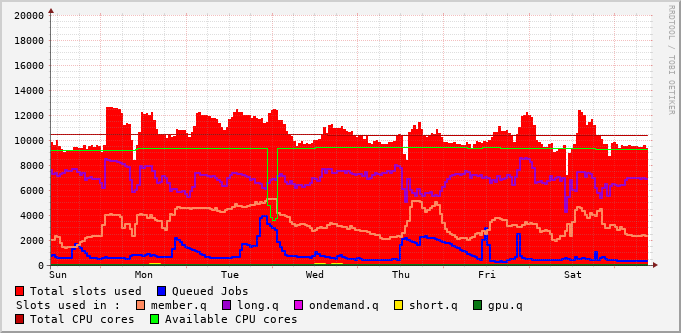 20000
18000
16000
14000
12000
10000
8000
6000
4000
2000
0
Sun Mon Tue Wed Thu Fri Sat
RRDTOOL / TOBI OETIKER
Total slots used Queued Jobs
Slots used in : member.q long.q ondemand.q short.q gpu.q
Total CPU cores Available CPU cores